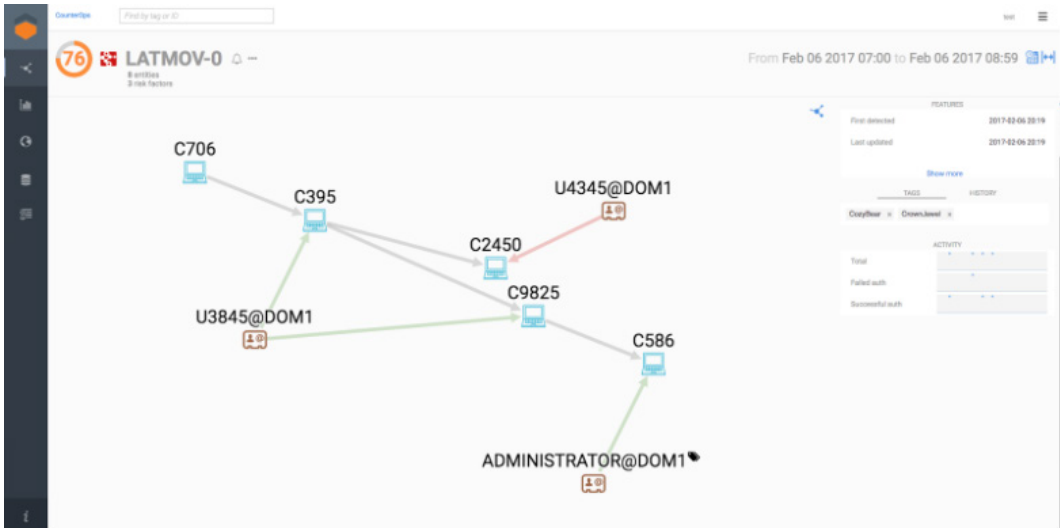 CounterOps
Find by tag or ID
test
76
LATMOV-0
8 entities
3 risk factors
From Feb 06 2017 07:00 to Feb 06 2017 08:59
FEATURES
First detected 2017-02-06 20:19
Last updated 2017-02-06 20:19
Show more
TAGS HISTORY
CozyBear x CrownJewel x
ACTIVITY
Total
Failed auth
Successful auth
C706
C395
U4345@DOM1
C2450
C9825
U3845@DOM1
C586
ADMINISTRATOR@DOM1
i